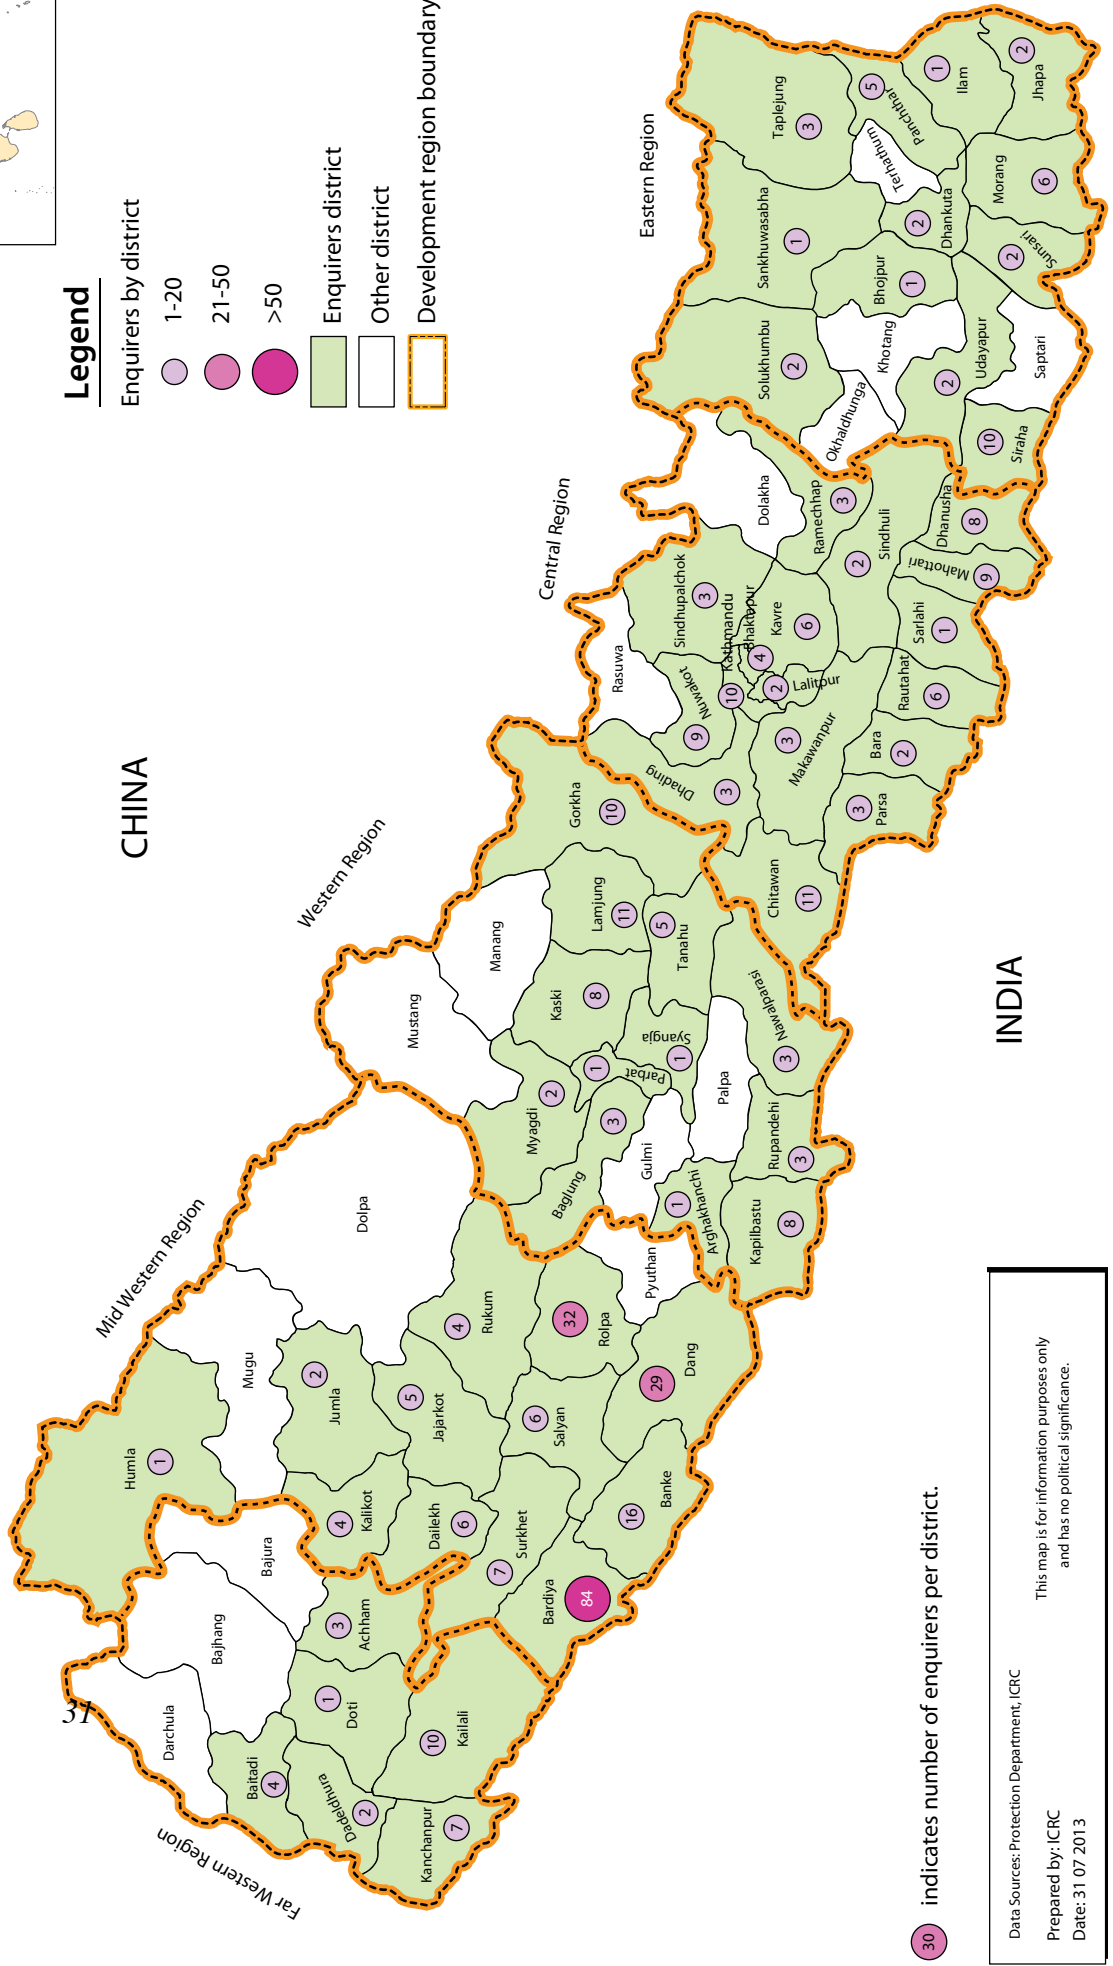 Legend
Enquirers by district
1-20
21-50
>50
Enquirers district
Other district
Development region boundary
CHINA
INDIA
Far Western Region
Mid Western Region
Western Region
Central Region
Eastern Region
31
Darchula
Bajhang
Bajura
Baitadi
4
Dadeldhura
2
Doti
1
Achham
3
Kanchanpur
7
Kailali
10
Humla
1
Mugu
Jumla
2
Kalikot
4
Dolpa
Jajarkot
5
Dailekh
6
Rukum
4
Surkhet
7
Salyan
6
Rolpa
32
Bardiya
84
Banke
16
Dang
29
Pyuthan
Mustang
Manang
Gorkha
10
Myagdi
2
Kaski
8
Lamjung
11
Baglung
3
Parbat
1
Syangja
1
Tanahu
5
Gulmi
Arghakhanchi
1
Palpa
Kapilbastu
8
Rupandehi
3
Nawalparasi
3
Rasuwa
Dhading
3
Nuwakot
9
Sindhupalchok
3
Dolakha
Kathmandu
10
Bhaktapur
4
Lalitpur
2
Kavre
6
Ramechhap
3
Chitawan
11
Makawanpur
3
Sindhuli
2
Parsa
3
Bara
2
Rautahat
6
Sarlahi
1
Mahottari
9
Dhanusha
8
Solukhumbu
2
Sankhuwasabha
1
Taplejung
3
Okhaldhunga
Khotang
Bhojpur
1
Terhathum
Panchthar
5
Dhankuta
2
Ilam
1
Udayapur
2
Siraha
10
Saptari
Sunsari
2
Morang
6
Jhapa
2
30 indicates number of enquirers per district.
Data Sources: Protection Department, ICRC
This map is for information purposes only
and has no political significance.
Prepared by: ICRC
Date: 31 07 2013